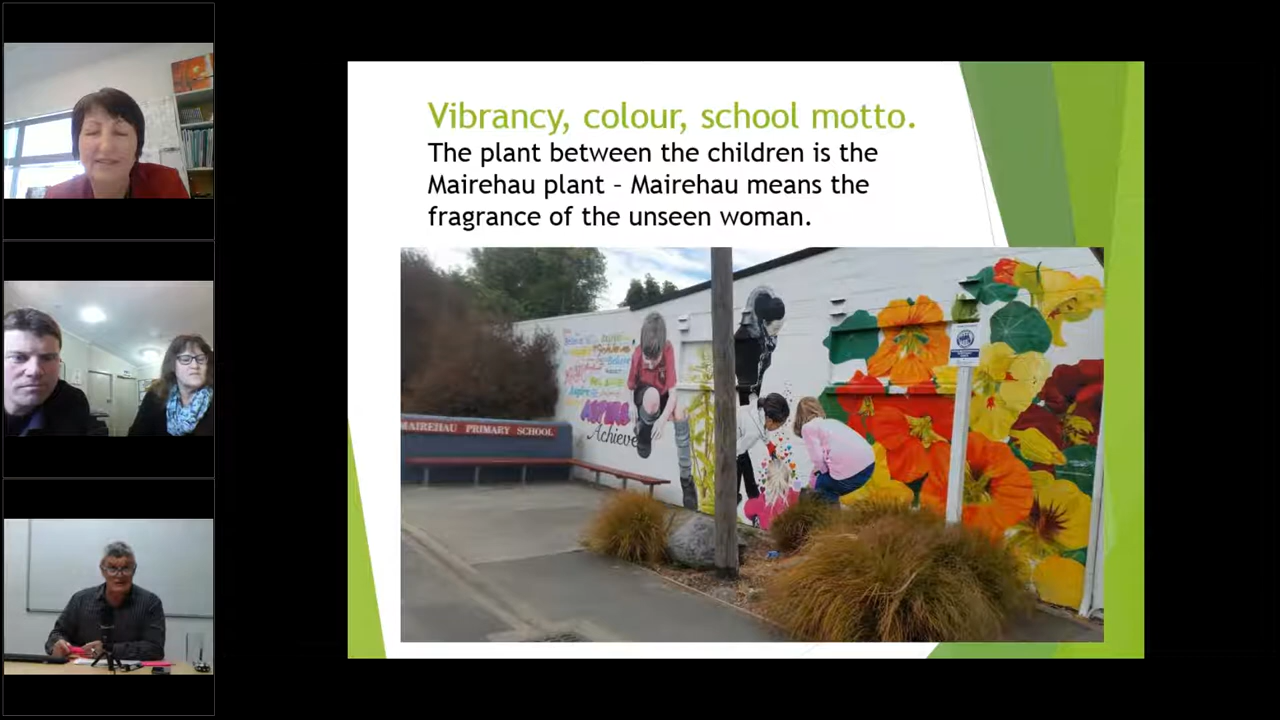 Vibrancy, colour, school motto.
The plant between the children is the
Mairehau plant – Mairehau means the
fragrance of the unseen woman.
MAIREHAU PRIMARY SCHOOL
Achieve